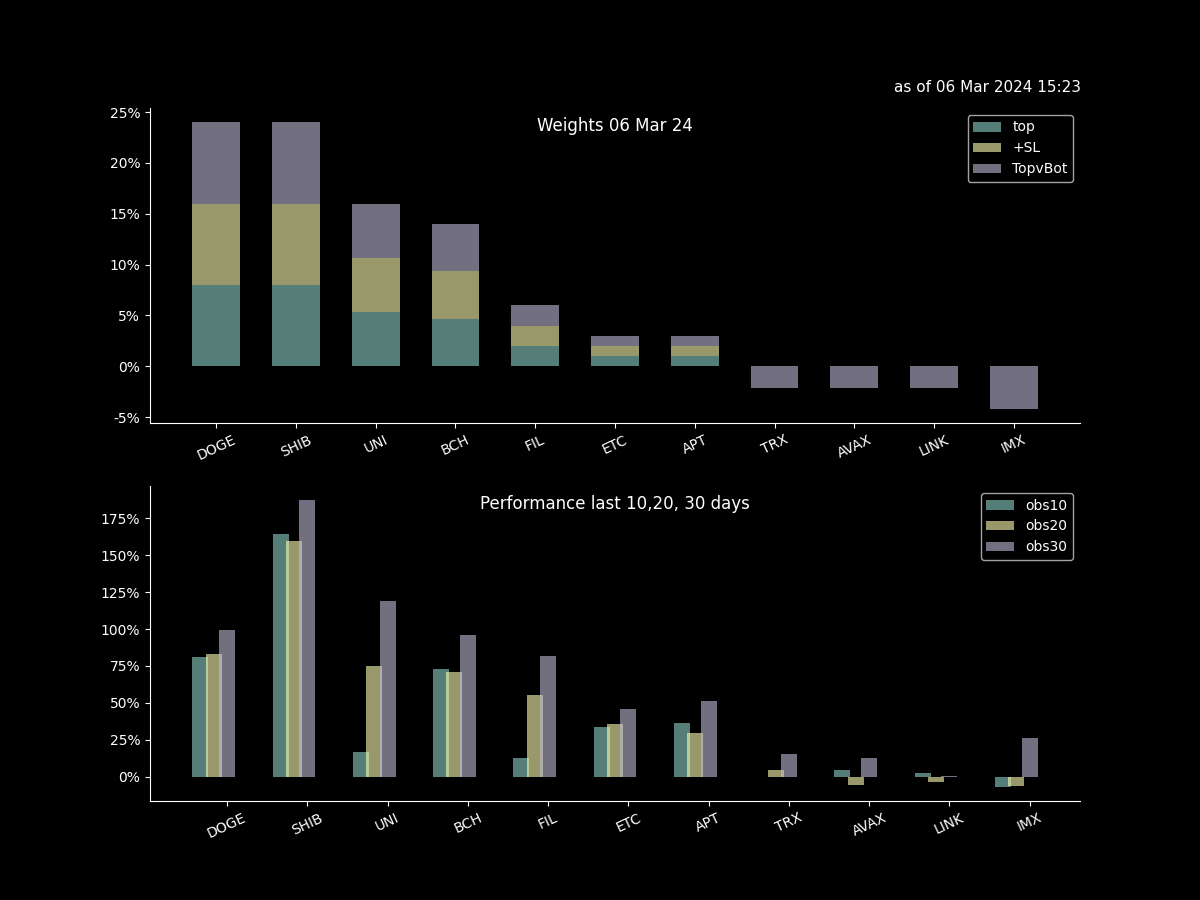 as of 06 Mar 2024 15:23
Weights 06 Mar 24
top
+SL
TopvBot
25%
20%
15%
10%
5%
0%
-5%
DOGE SHIB UNI BCH FIL ETC APT TRX AVAX LINK IMX
Performance last 10,20, 30 days
obs10
obs20
obs30
175%
150%
125%
100%
75%
50%
25%
0%
DOGE SHIB UNI BCH FIL ETC APT TRX AVAX LINK IMX